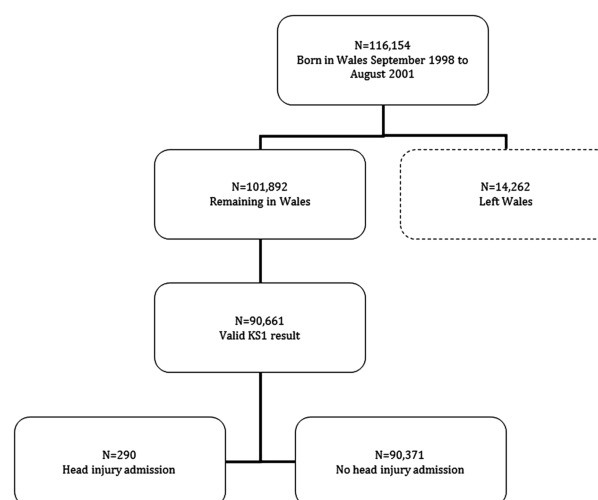 N=116,154
Born in Wales September 1998 to
August 2001
N=101,892
Remaining in Wales
N=14,262
Left Wales
N=90,661
Valid KS1 result
N=290
Head injury admission
N=90,371
No head injury admission